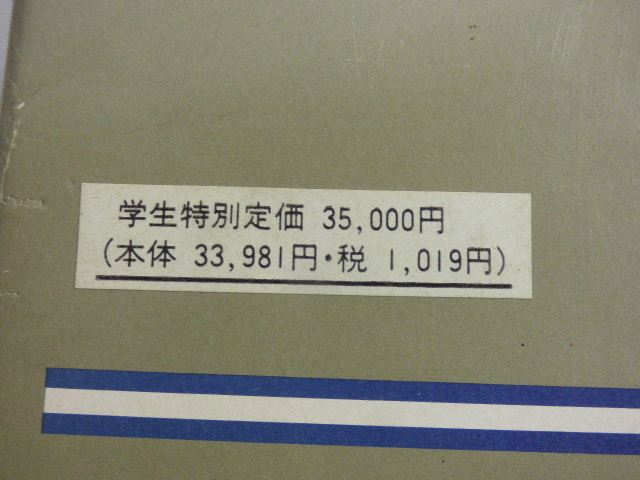 学生特別定価 35,000円
(本体 33,981円・税 1,019円)